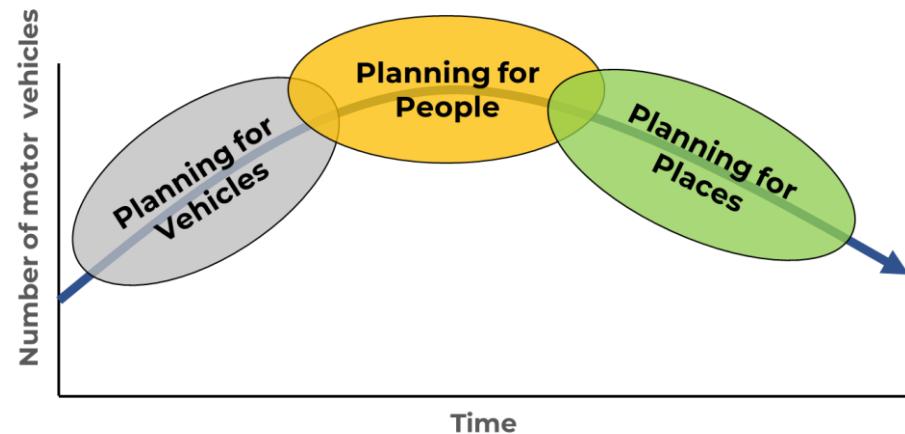 Number of motor vehicles
Planning for
Vehicles
Planning for
People
Planning for
Places
Time